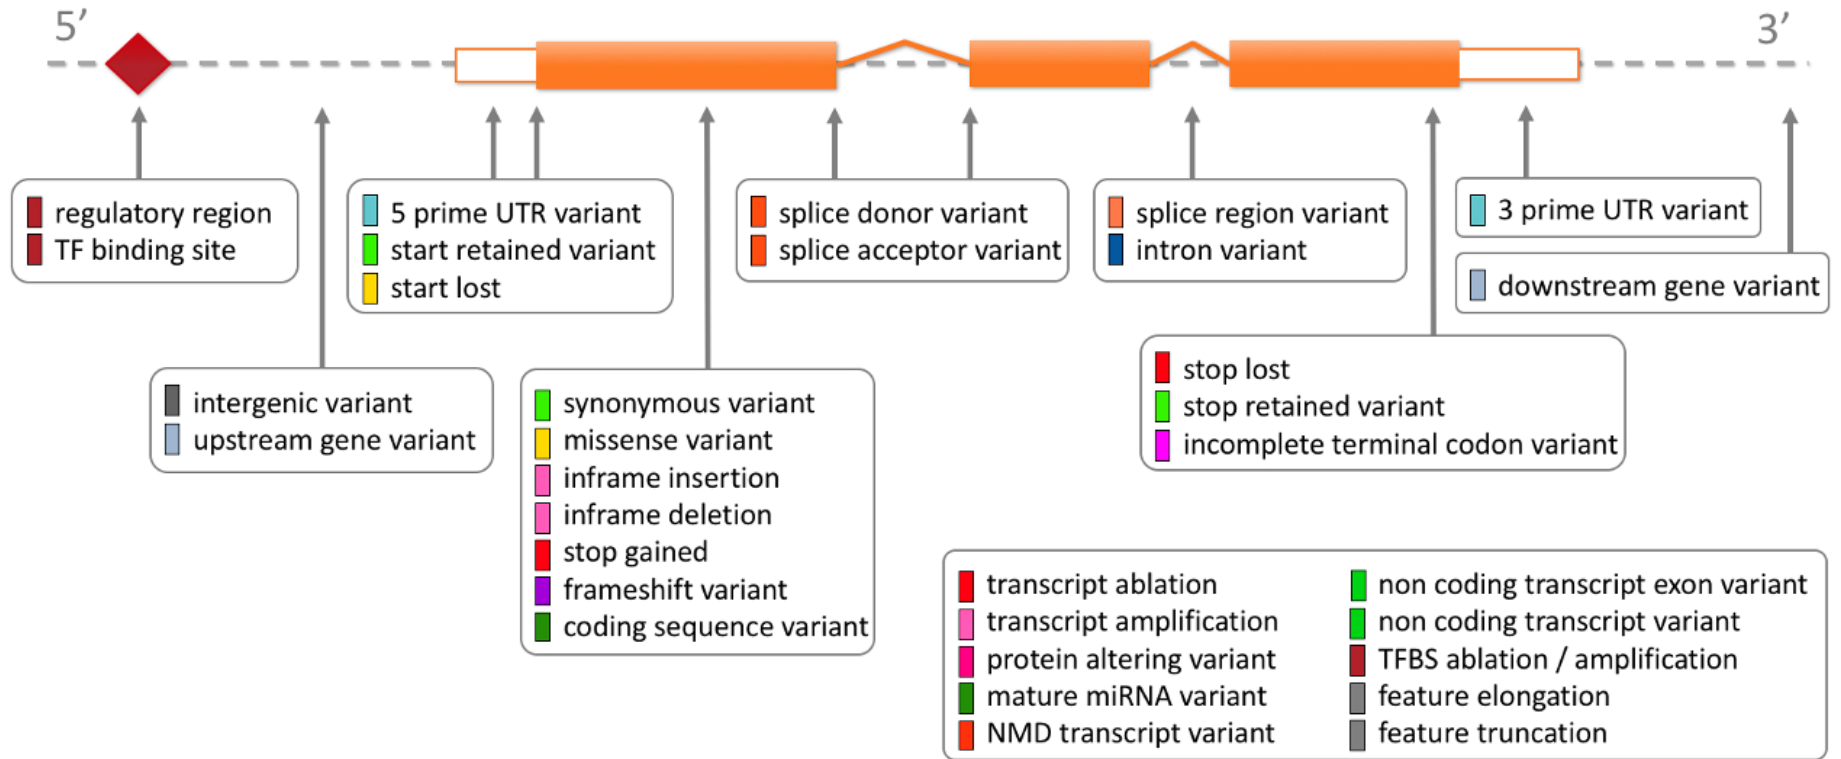 5’
3’
regulatory region
TF binding site
5 prime UTR variant
start retained variant
start lost
splice donor variant
splice acceptor variant
splice region variant
intron variant
3 prime UTR variant
downstream gene variant
intergenic variant
upstream gene variant
synonymous variant
missense variant
inframe insertion
inframe deletion
stop gained
frameshift variant
coding sequence variant
stop lost
stop retained variant
incomplete terminal codon variant
transcript ablation
transcript amplification
protein altering variant
mature miRNA variant
NMD transcript variant
non coding transcript exon variant
non coding transcript variant
TFBS ablation / amplification
feature elongation
feature truncation